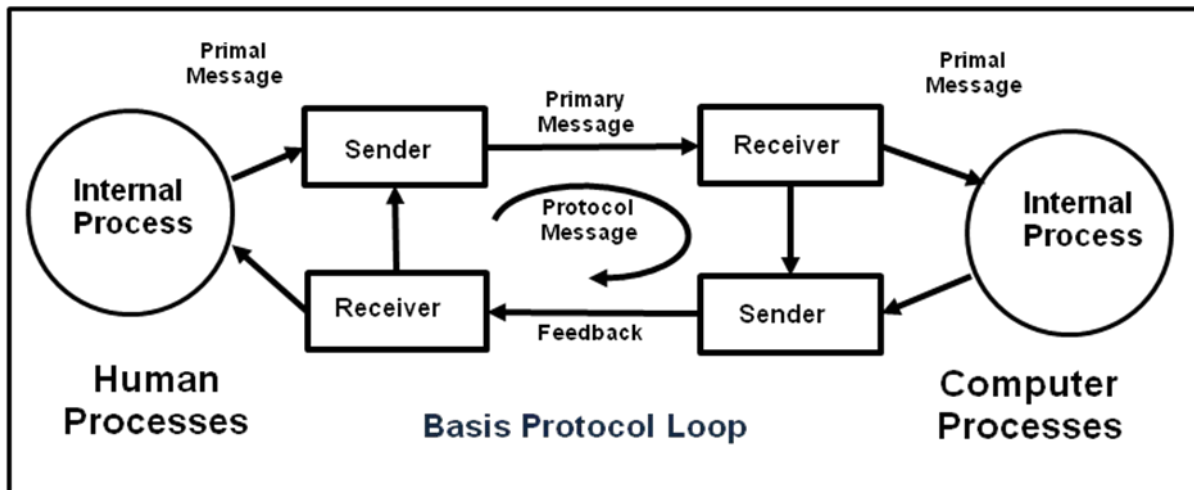 Primal
Message
Primal
Message
Primary
Message
Sender
Receiver
Internal
Process
Internal
Process
Protocol
Message
Receiver
Sender
Feedback
Human
Processes
Computer
Processes
Basis Protocol Loop